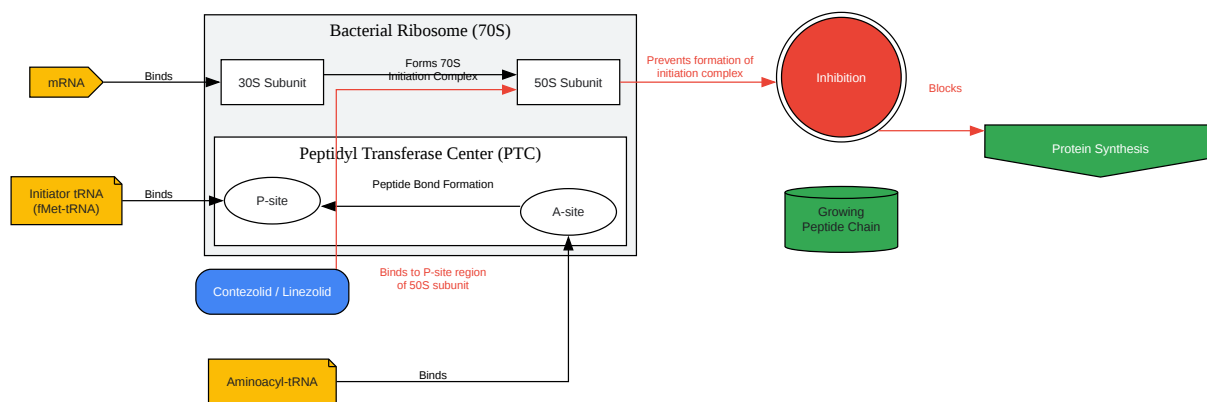 Bacterial Ribosome (70S)
mRNA
Binds
30S Subunit
Forms 70S
Initiation Complex
50S Subunit
Prevents formation of
initiation complex
Inhibition
Blocks
Protein Synthesis
Peptidyl Transferase Center (PTC)
Initiator tRNA
(fMet-tRNA)
Binds
P-site
Peptide Bond Formation
A-site
Growing
Peptide Chain
Contezolid / Linezolid
Binds to P-site region
of 50S subunit
Aminoacyl-tRNA
Binds